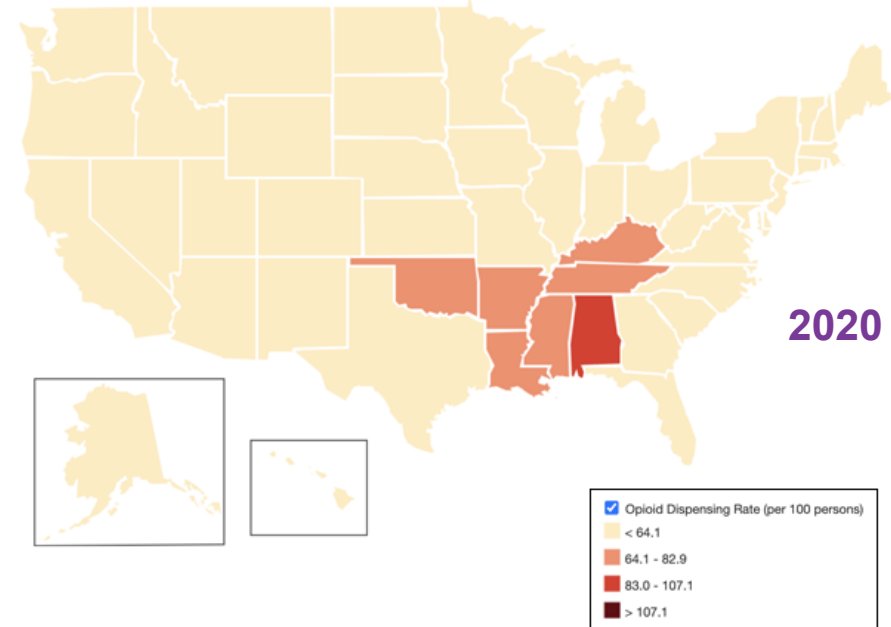 2020
Opioid Dispensing Rate (per 100 persons)
< 64.1
64.1 - 82.9
83.0 - 107.1
> 107.1